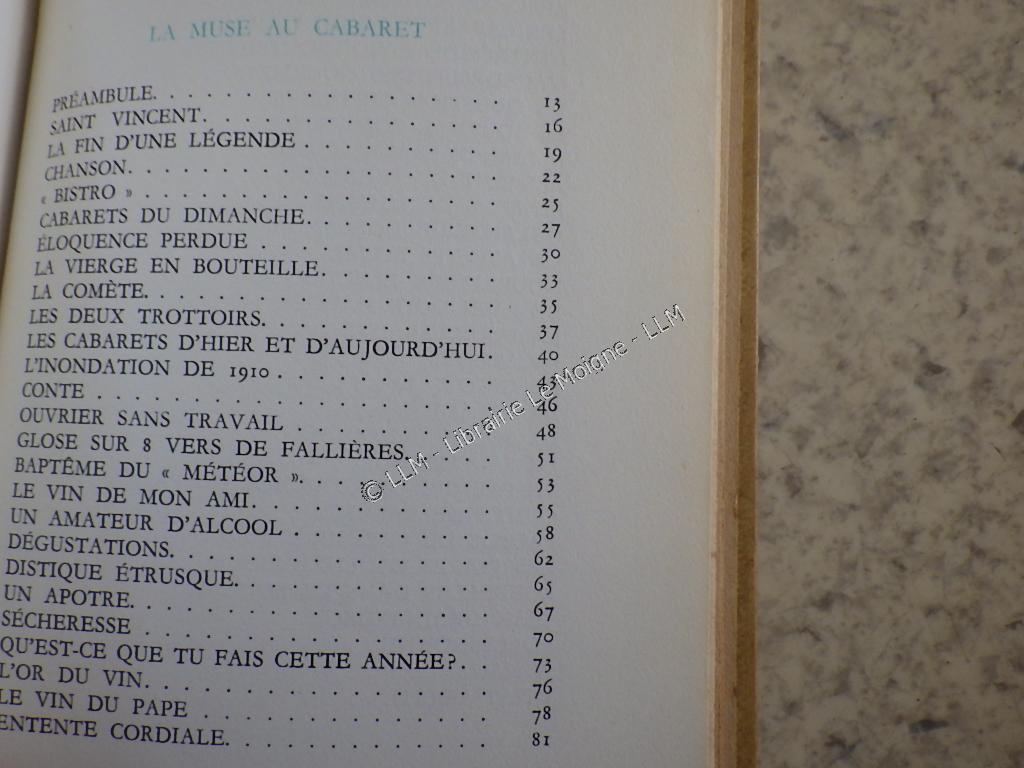 LA MUSE AU CABARET
PRÉAMBULE. . . . . . . . . . . . . . . . . 13
SAINT VINCENT. . . . . . . . . . . . . . . 16
LA FIN D'UNE LÉGENDE . . . . . . . . . . 19
CHANSON. . . . . . . . . . . . . . . . . . . 22
« BISTRO » . . . . . . . . . . . . . . . . . . 25
CABARETS DU DIMANCHE. . . . . . . . . . 27
ÉLOQUENCE PERDUE . . . . . . . . . . . . 30
LA VIERGE EN BOUTEILLE. . . . . . . . . 33
LA COMÈTE. . . . . . . . . . . . . . . . . . 35
LES DEUX TROTTOIRS. . . . . . . . . . . . 37
LES CABARETS D'HIER ET D'AUJOURD'HUI. 40
L'INONDATION DE 1910 . . . . . . . . . . . 43
CONTE . . . . . . . . . . . . . . . . . . . . 46
OUVRIER SANS TRAVAIL . . . . . . . . . . 48
GLOSE SUR 8 VERS DE FALLIÈRES. . . . . 51
BAPTÊME DU « MÉTÉOR ». . . . . . . . . . 53
LE VIN DE MON AMI. . . . . . . . . . . . . 55
UN AMATEUR D'ALCOOL . . . . . . . . . . 58
DÉGUSTATIONS. . . . . . . . . . . . . . . . 62
DISTIQUE ÉTRUSQUE. . . . . . . . . . . . . 65
UN APOTRE. . . . . . . . . . . . . . . . . . 67
SÉCHERESSE . . . . . . . . . . . . . . . . . 70
QU'EST-CE QUE TU FAIS CETTE ANNÉE?. . 73
L'OR DU VIN. . . . . . . . . . . . . . . . . 76
LE VIN DU PAPE . . . . . . . . . . . . . . 78
ENTENTE CORDIALE. . . . . . . . . . . . . 81
© LLM - Librairie Le Moigne - LLM